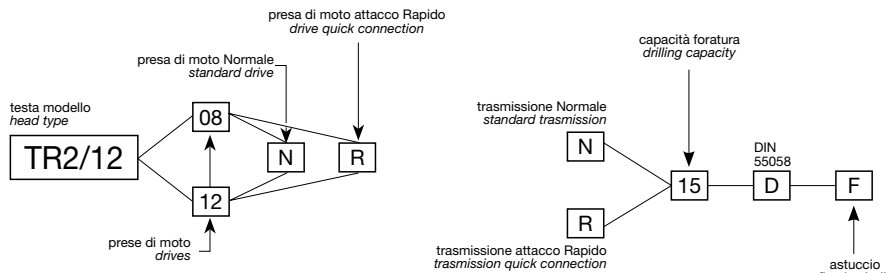 presa di moto attacco Rapido
drive quick connection
presa di moto Normale
standard drive
testa modello
head type
TR2/12
08
N
R
12
prese di moto
drives
capacità foratura
drilling capacity
trasmissione Normale
standard trasmission
N
DIN
55058
15
D
F
R
trasmissione attacco Rapido
trasmission quick connection
astuccio